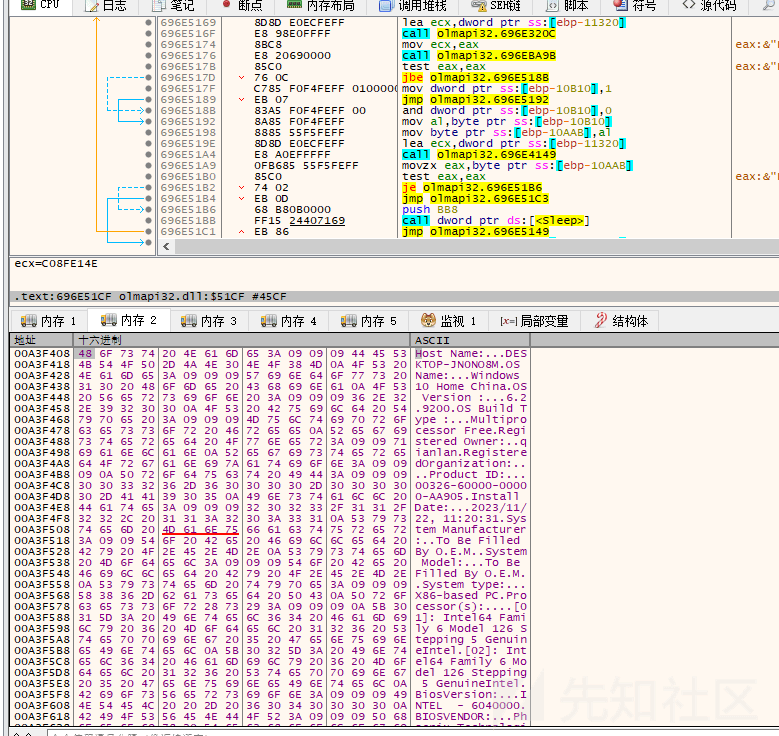 CPU 日志 笔记 断点 内存布局 调用堆栈 SEH链 脚本 符号 源代码
696E5169 8D8D E0ECFEFF lea ecx,dword ptr ss:[ebp-11320]
696E516F E8 98E0FFFF call olmapi32.696E320C
696E5174 8BC8 mov ecx,eax eax:&"
696E5176 E8 20690000 call olmapi32.696EBA9B
696E517B 85C0 test eax,eax eax:&"
696E517D 76 0C jbe olmapi32.696E518B
696E517F C785 F0F4FEFF 0100000 mov dword ptr ss:[ebp-10B10],1
696E5189 EB 07 jmp olmapi32.696E5192
696E518B 83A5 F0F4FEFF 00 and dword ptr ss:[ebp-10B10],0
696E5192 8A85 F0F4FEFF mov al,byte ptr ss:[ebp-10B10]
696E5198 8885 55F5FEFF mov byte ptr ss:[ebp-10AAB],al
696E519E 8D8D E0ECFEFF lea ecx,dword ptr ss:[ebp-11320]
696E51A4 E8 A0EFFFFF call olmapi32.696E4149
696E51A9 0FB685 55F5FEFF movzx eax,byte ptr ss:[ebp-10AAB]
696E51B0 85C0 test eax,eax eax:&"
696E51B2 74 02 je olmapi32.696E51B6
696E51B4 EB 0D jmp olmapi32.696E51C3
696E51B6 68 B80B0000 push BB8
696E51BB FF15 24407169 call dword ptr ds:[<Sleep>]
696E51C1 EB 86 jmp olmapi32.696E5149
ecx=C08FE14E
.text:696E51CF olmapi32.dll:$51CF #45CF
内存 1 内存 2 内存 3 内存 4 内存 5 监视 1 [x=] 局部变量 结构体
地址 十六进制 ASCII
00A3F408 48 6F 73 74 20 4E 61 6D 65 3A 09 09 09 44 45 53 Host Name:...DES
00A3F418 4B 54 4F 50 2D 4A 4E 30 4E 4F 38 4D 0A 4F 53 20 KTOP-JN0NO8M.OS
00A3F428 4E 61 6D 65 3A 09 09 09 57 69 6E 64 6F 77 73 20 Name:...Windows
00A3F438 31 30 20 48 6F 6D 65 20 43 68 69 6E 61 0A 4F 53 10 Home China.OS
00A3F448 20 56 65 72 73 69 6F 6E 20 3A 09 09 09 36 2E 32 Version :...6.2
00A3F458 2E 39 32 30 30 0A 4F 53 20 42 75 69 6C 64 20 54 .9200.OS Build T
00A3F468 79 70 65 20 3A 09 09 09 4D 75 6C 74 69 70 72 6F ype :...Multipro
00A3F478 63 65 73 73 6F 72 20 46 72 65 65 0A 52 65 67 69 cessor Free.Regi
00A3F488 73 74 65 72 65 64 20 4F 77 6E 65 72 3A 09 09 71 stered Owner:..q
00A3F498 69 61 6E 6C 61 6E 0A 52 65 67 69 73 74 65 72 65 ianlan.Registere
00A3F4A8 64 4F 72 67 61 6E 69 7A 61 74 69 6F 6E 3A 09 09 dOrganization:..
00A3F4B8 09 0A 50 72 6F 64 75 63 74 20 49 44 3A 09 09 09 ..Product ID:...
00A3F4C8 30 30 33 32 36 2D 36 30 30 30 30 2D 30 30 30 30 00326-60000-0000
00A3F4D8 30 2D 41 41 39 30 35 0A 49 6E 73 74 61 6C 6C 20 0-AA905.Install
00A3F4E8 44 61 74 65 3A 09 09 09 32 30 32 33 2F 31 31 2F Date:...2023/11/
00A3F4F8 32 32 2C 20 31 31 3A 32 30 3A 33 31 0A 53 79 73 22, 11:20:31.Sys
00A3F508 74 65 6D 20 4D 61 6E 75 66 61 63 74 75 72 65 72 tem Manufacturer
00A3F518 3A 09 09 54 6F 20 42 65 20 46 69 6C 6C 65 64 20 :..To Be Filled
00A3F528 42 79 20 4F 2E 45 2E 4D 2E 0A 53 79 73 74 65 6D By O.E.M..System
00A3F538 20 4D 6F 64 65 6C 3A 09 09 09 54 6F 20 42 65 20 Model:...To Be
00A3F548 46 69 6C 6C 65 64 20 42 79 20 4F 2E 45 2E 4D 2E Filled By O.E.M.
00A3F558 0A 53 79 73 74 65 6D 20 74 79 70 65 3A 09 09 09 .System type:...
00A3F568 58 38 36 2D 62 61 73 65 64 20 50 43 0A 50 72 6F X86-based PC.Pro
00A3F578 63 65 73 73 6F 72 28 73 29 3A 09 09 09 0A 5B 30 cessor(s):....[0
00A3F588 31 5D 3A 20 49 6E 74 65 6C 36 34 20 46 61 6D 69 1]: Intel64 Fami
00A3F598 6C 79 20 36 20 4D 6F 64 65 6C 20 31 32 36 20 53 ly 6 Model 126 S
00A3F5A8 74 65 70 70 69 6E 67 20 35 20 47 65 6E 75 69 6E tepping 5 Genuin
00A3F5B8 65 49 6E 74 65 6C 0A 5B 30 32 5D 3A 20 49 6E 74 eIntel.[02]: Int
00A3F5C8 65 6C 36 34 20 46 61 6D 69 6C 79 20 36 20 4D 6F el64 Family 6 Mo
00A3F5D8 64 65 6C 20 31 32 36 20 53 74 65 70 70 69 6E 67 del 126 Stepping
00A3F5E8 20 35 20 47 65 6E 75 69 6E 65 49 6E 74 65 6C 0A 5 GenuineIntel.
00A3F5F8 42 69 6F 73 56 65 72 73 69 6F 6E 3A 09 09 09 49 BiosVersion:...I
00A3F608 4E 54 45 4C 20 20 2D 20 36 30 34 30 30 30 30 0A NTEL - 6040000.
00A3F618 42 49 4F 53 56 45 4E 44 4F 52 3A 09 09 09 50 68 BIOSVENDOR:...Ph
先知社区